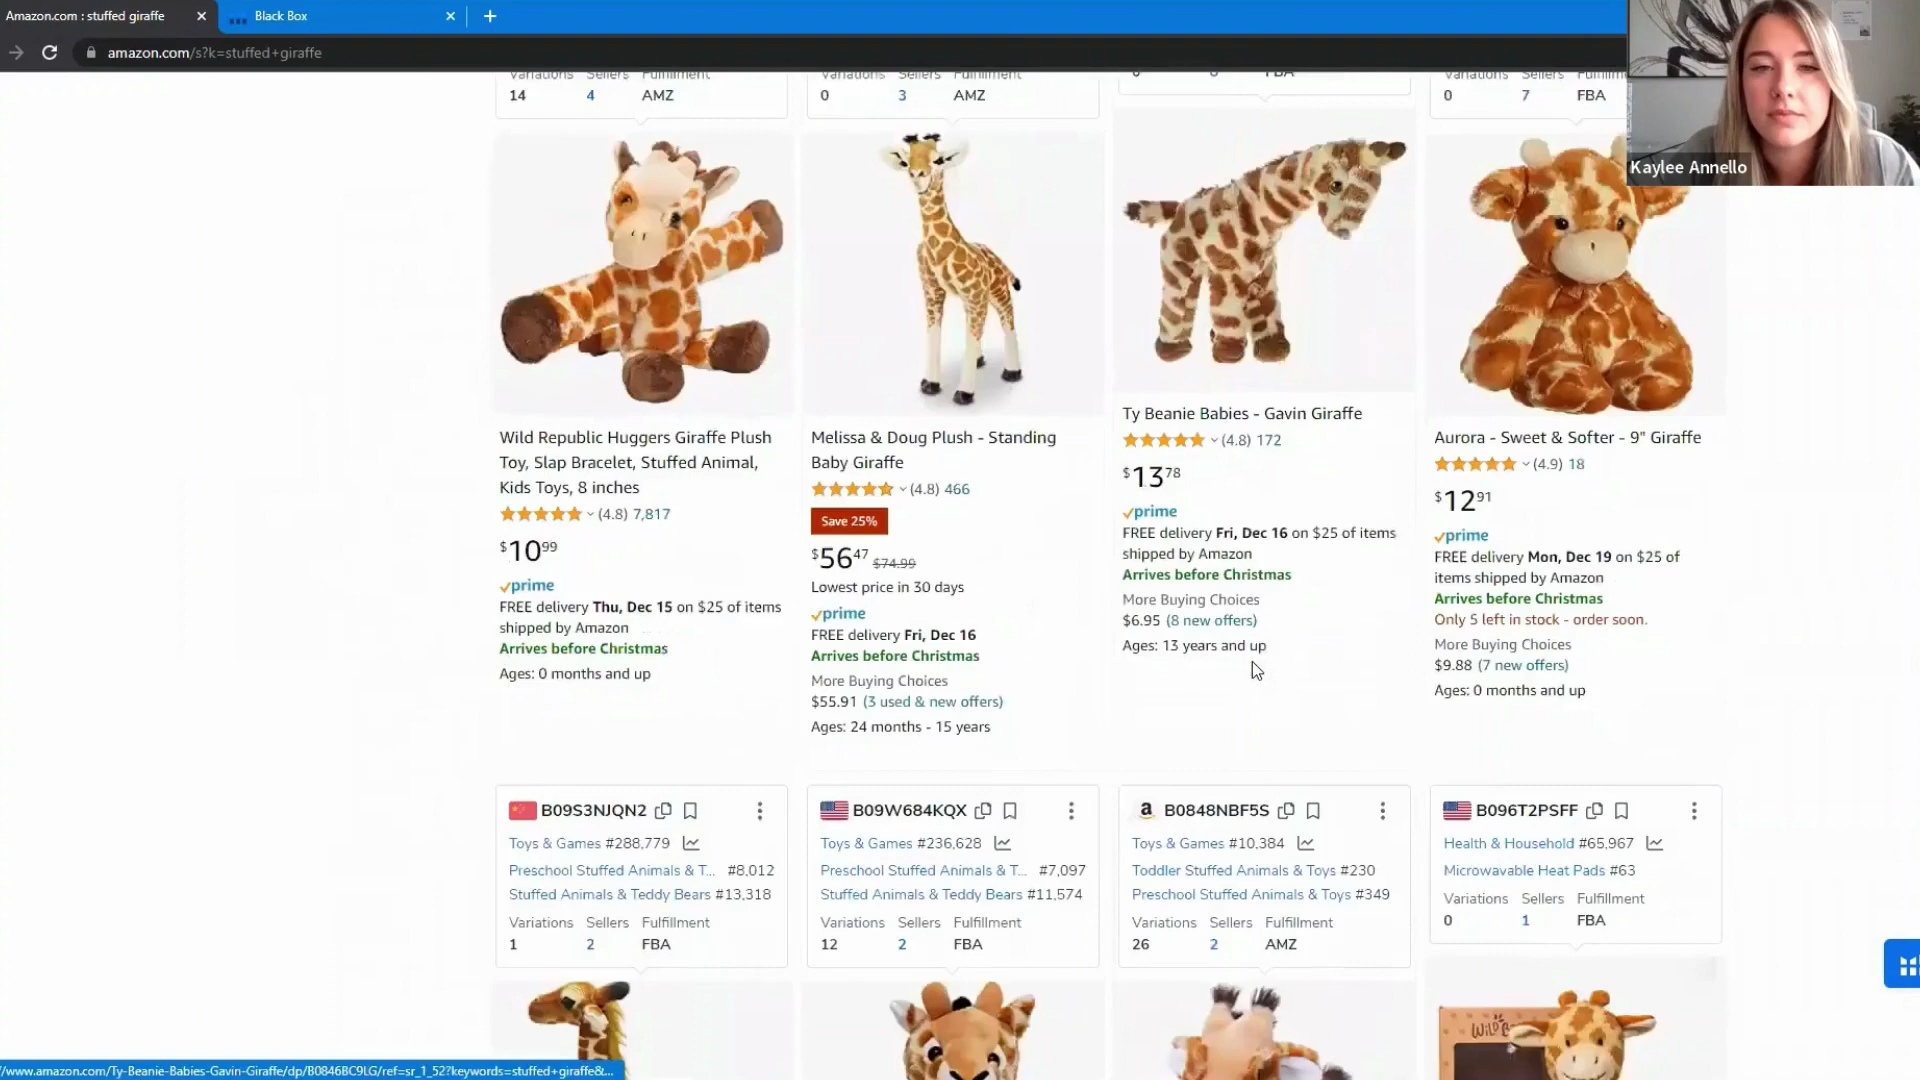 Amazon.com : stuffed giraffe
Black Box
amazon.com/s?k=stuffed+giraffe
Kaylee Annello
Variations Sellers Fulfillment
14 4 AMZ
Variations Sellers Fulfillment
0 3 AMZ
FBA
Variations Sellers
0 7 FBA
Wild Republic Huggers Giraffe Plush
Toy, Slap Bracelet, Stuffed Animal,
Kids Toys, 8 inches
(4.8) 7,817
$10.99
prime
FREE delivery Thu, Dec 15 on $25 of items
shipped by Amazon
Arrives before Christmas
Ages: 0 months and up
Melissa & Doug Plush - Standing
Baby Giraffe
(4.8) 466
Save 25%
$56.47 $74.99
Lowest price in 30 days
prime
FREE delivery Fri, Dec 16
Arrives before Christmas
More Buying Choices
$55.91 (3 used & new offers)
Ages: 24 months - 15 years
Ty Beanie Babies - Gavin Giraffe
(4.8) 172
$13.78
prime
FREE delivery Fri, Dec 16 on $25 of items
shipped by Amazon
Arrives before Christmas
More Buying Choices
$6.95 (8 new offers)
Ages: 13 years and up
Aurora - Sweet & Softer - 9" Giraffe
(4.9) 18
$12.91
prime
FREE delivery Mon, Dec 19 on $25 of
items shipped by Amazon
Arrives before Christmas
Only 5 left in stock - order soon.
More Buying Choices
$9.88 (7 new offers)
Ages: 0 months and up
B09S3NJQN2
Toys & Games #288,779
Preschool Stuffed Animals & T... #8,012
Stuffed Animals & Teddy Bears #13,318
Variations Sellers Fulfillment
1 2 FBA
B09W684KQX
Toys & Games #236,628
Preschool Stuffed Animals & T... #7,097
Stuffed Animals & Teddy Bears #11,574
Variations Sellers Fulfillment
12 2 FBA
B0848NBF5S
Toys & Games #10,384
Toddler Stuffed Animals & Toys #230
Preschool Stuffed Animals & Toys #349
Variations Sellers Fulfillment
26 2 AMZ
B096T2PSFF
Health & Household #65,967
Microwavable Heat Pads #63
Variations Sellers Fulfillment
0 1 FBA
/www.amazon.com/Ty-Beanie-Babies-Gavin-Giraffe/dp/B0846BC9LG/ref=sr_1_52?keywords=stuffed+giraffe&...